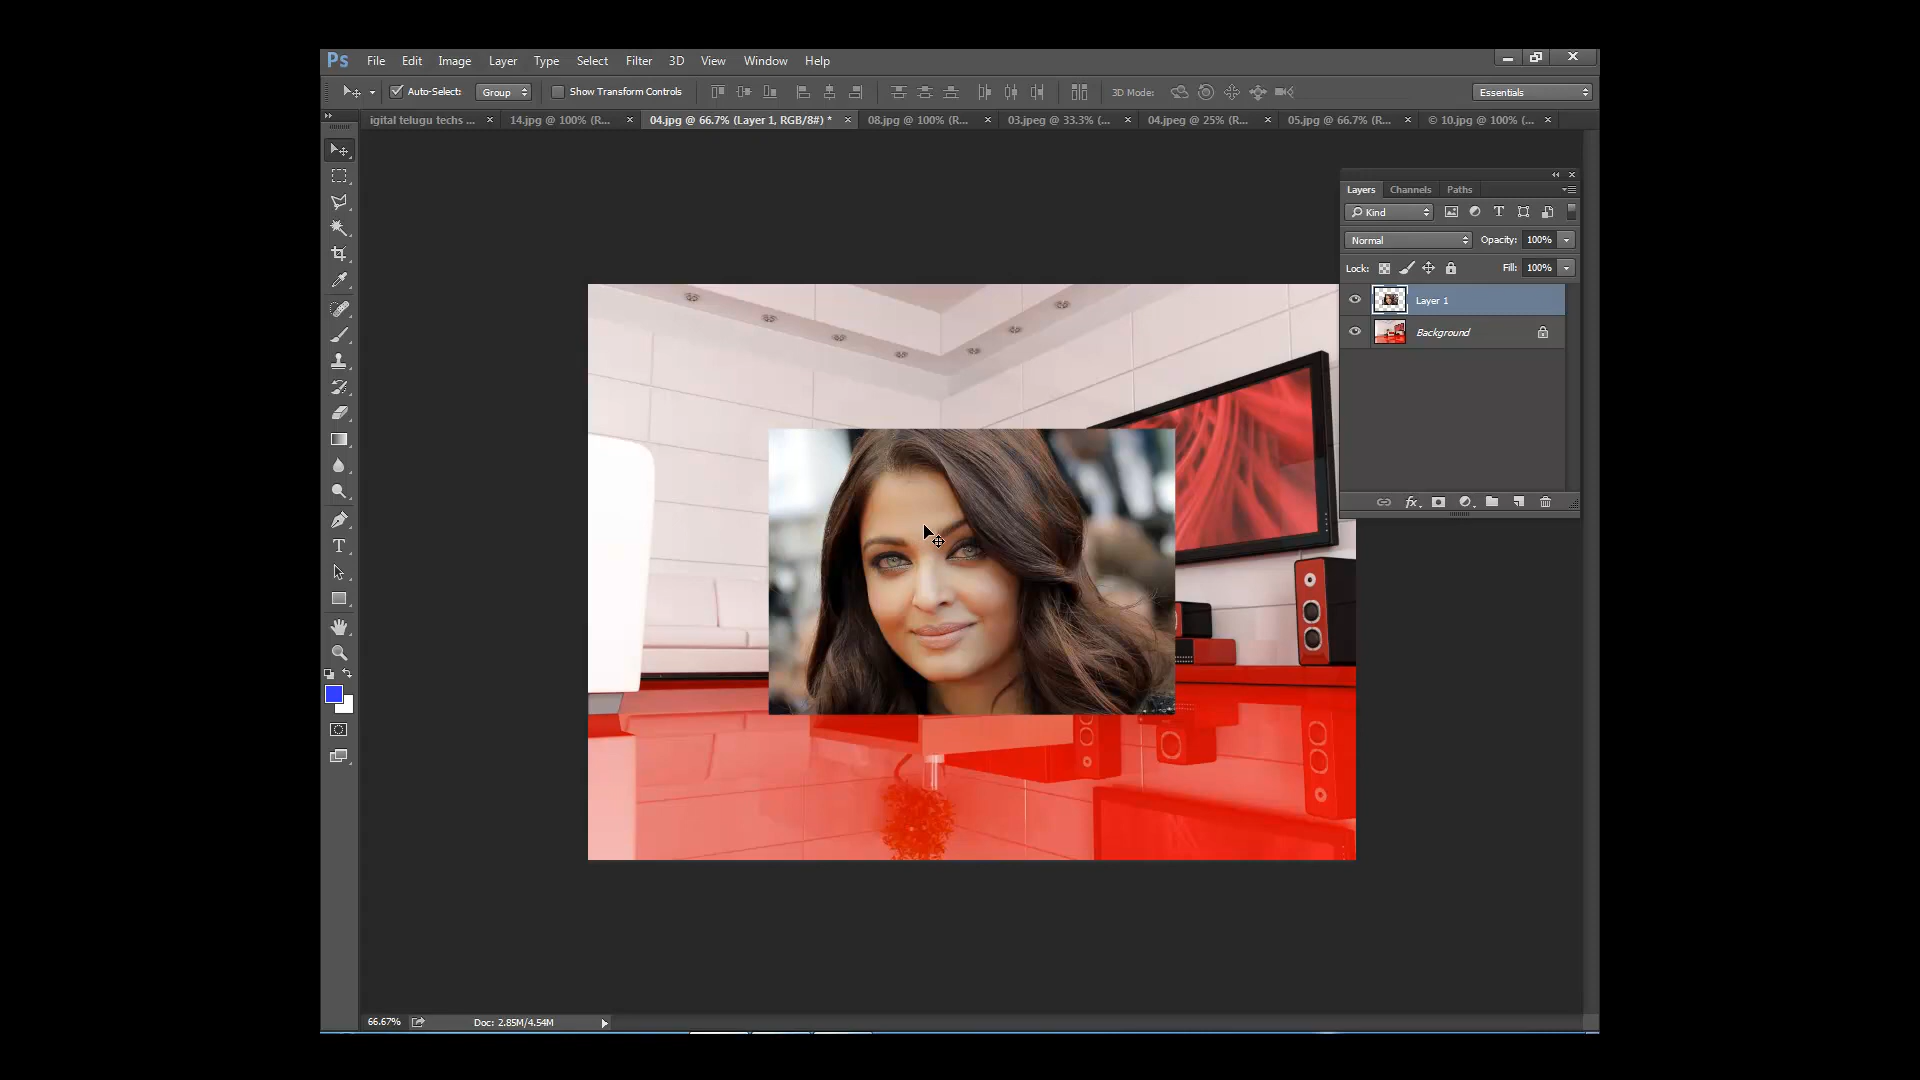 Ps File Edit Image Layer Type Select Filter 3D View Window Help
Auto-Select: Group Show Transform Controls 3D Mode: Essentials
igital telugu techs ... 14.jpg @ 100% (R... 04.jpg @ 66.7% (Layer 1, RGB/8#) * 08.jpg @ 100% (R... 03.jpeg @ 33.3% (... 04.jpeg @ 25% (R... 05.jpg @ 66.7% (R... © 10.jpg @ 100% (...
Layers Channels Paths
Kind
Normal Opacity: 100%
Lock: Fill: 100%
Layer 1
Background
66.67% Doc: 2.85M/4.54M